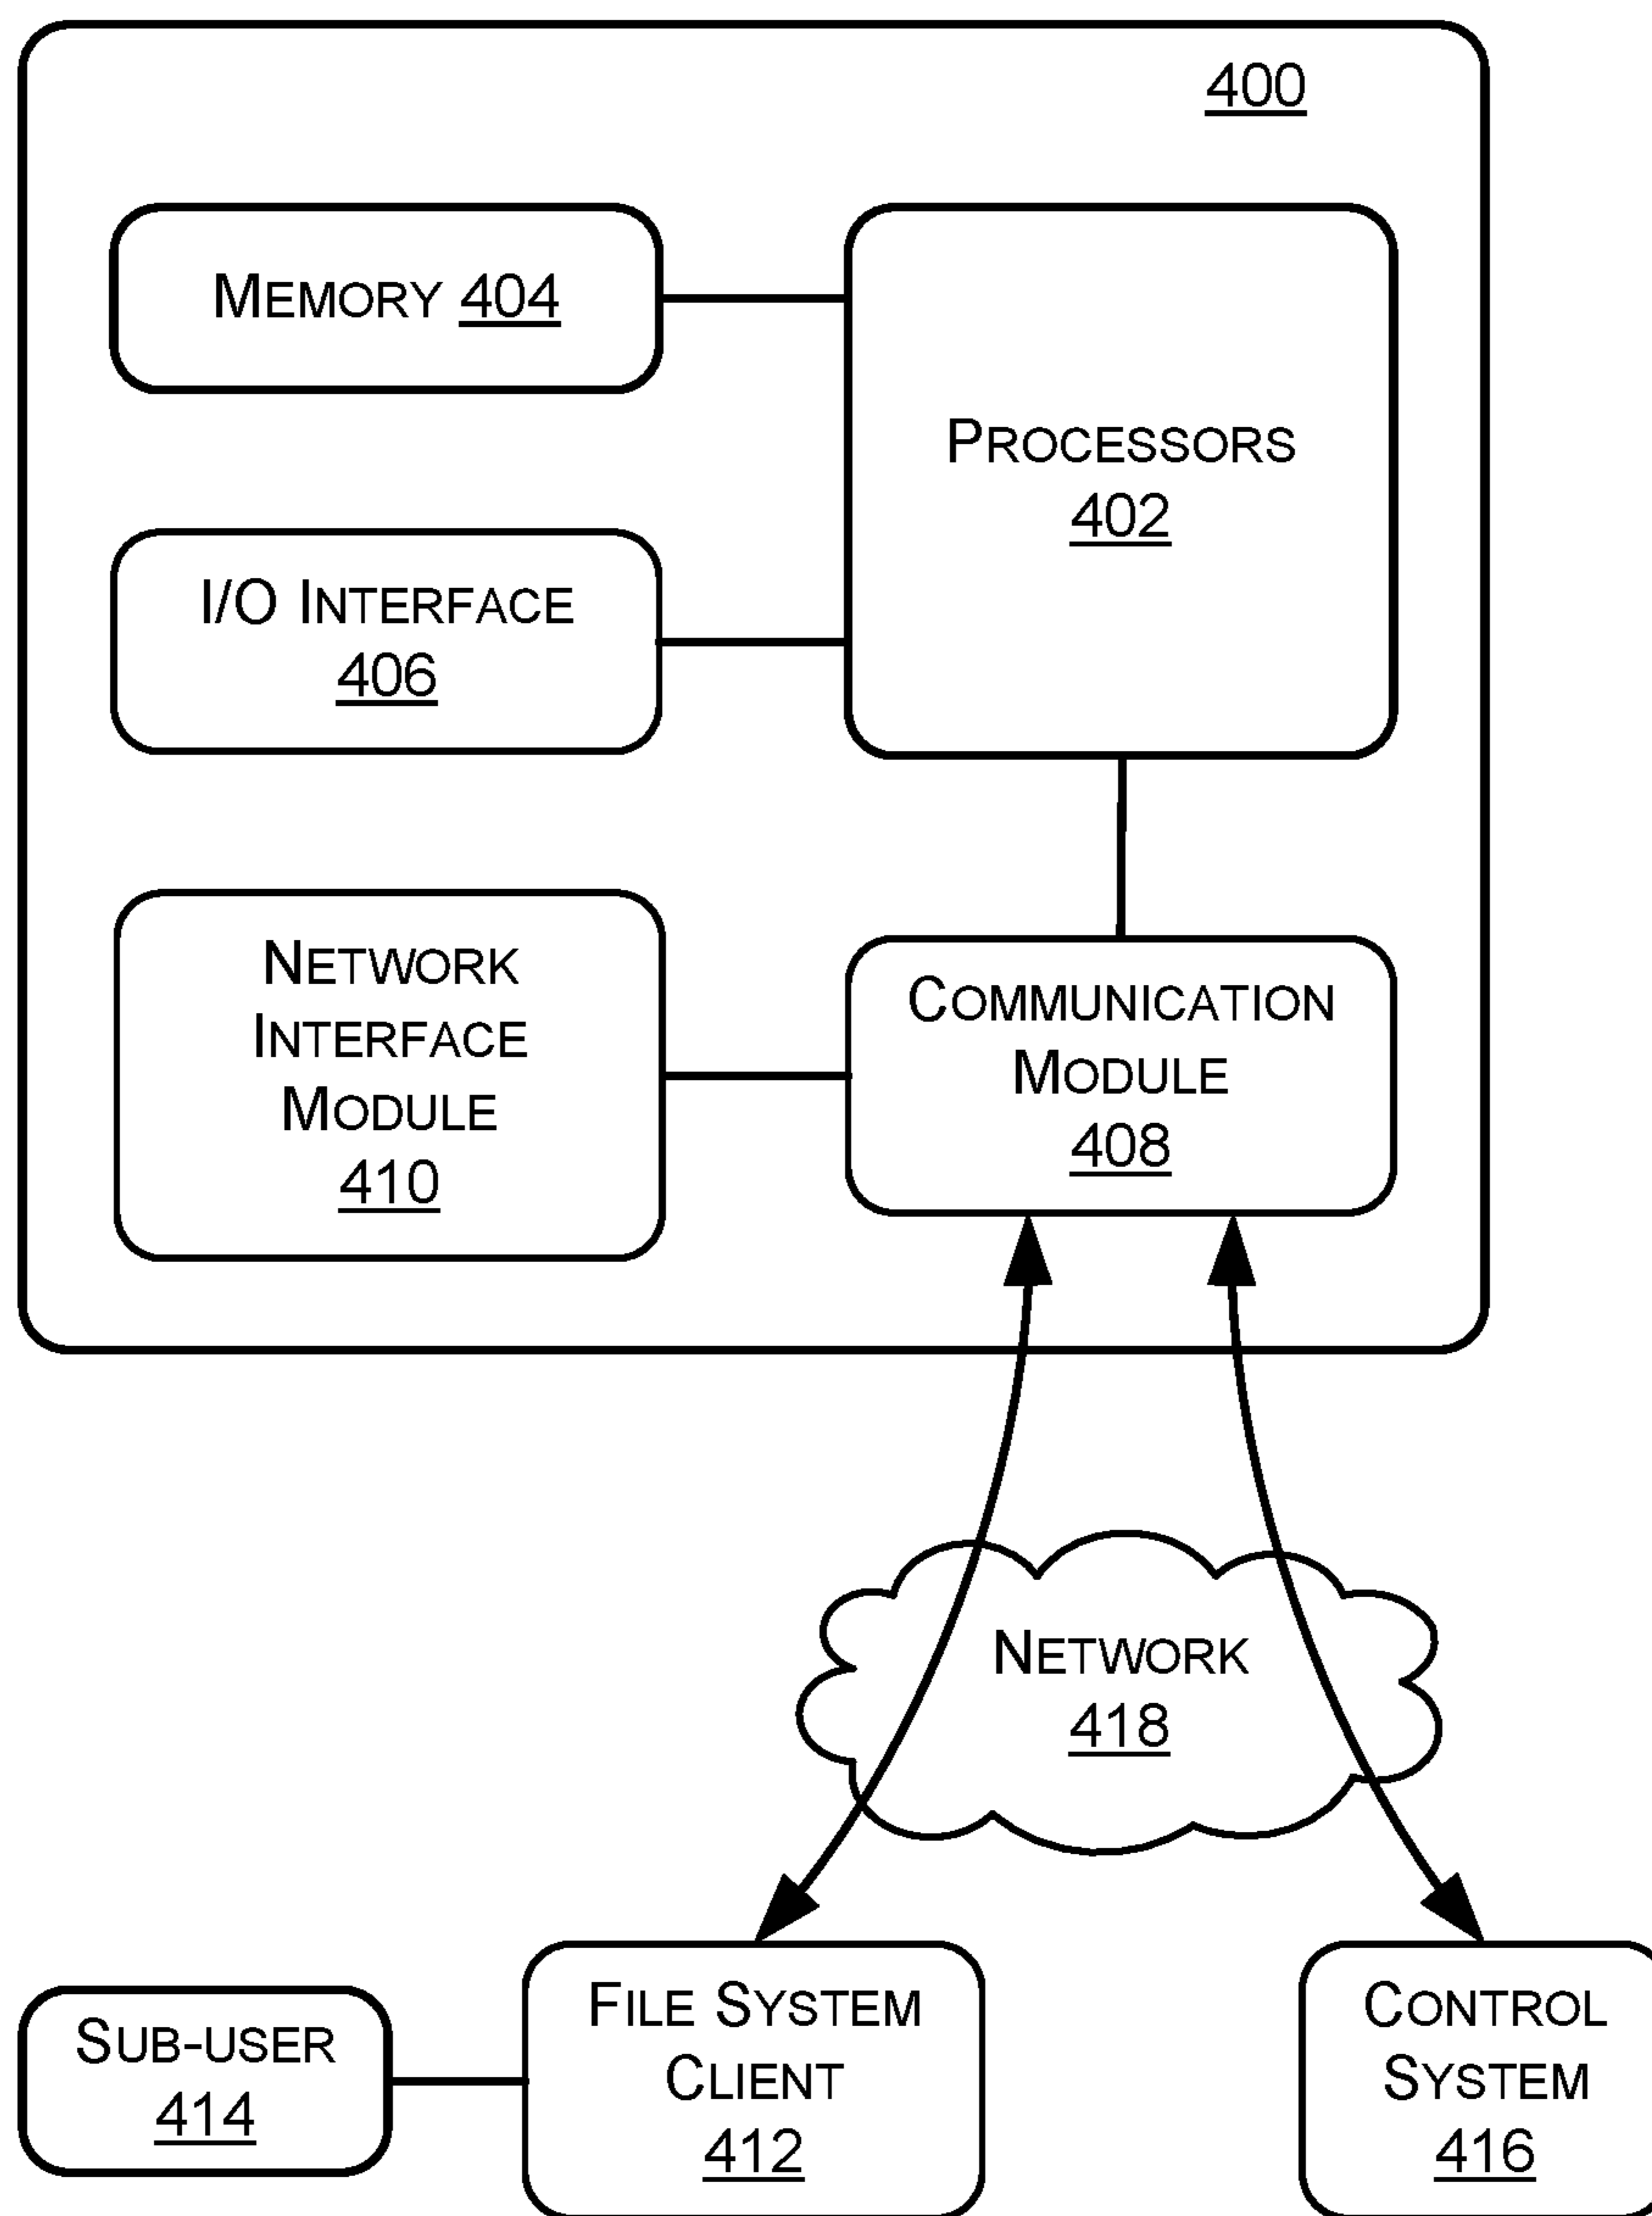 400
MEMORY 404
PROCESSORS
402
I/O INTERFACE
406
NETWORK
INTERFACE
MODULE
410
COMMUNICATION
MODULE
408
NETWORK
418
SUB-USER
414
FILE SYSTEM
CLIENT
412
CONTROL
SYSTEM
416